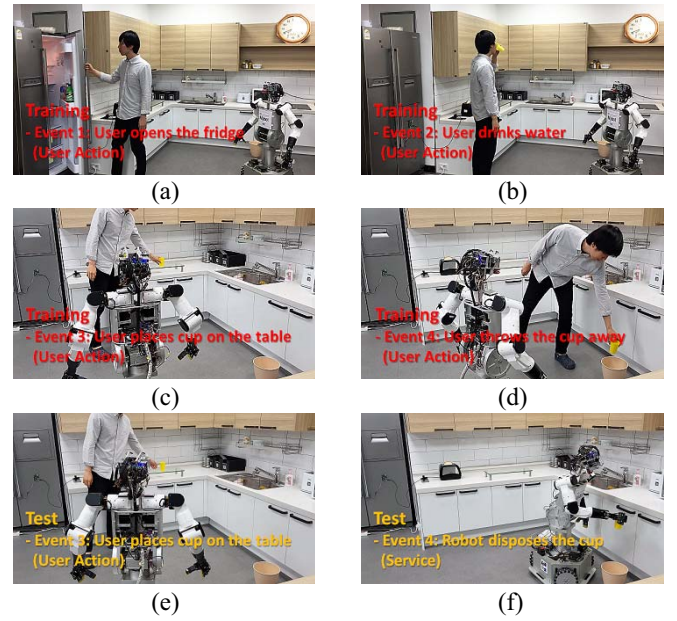 Training
- Event 1: User opens the fridge
(User Action)
(a)
Training
- Event 2: User drinks water
(User Action)
(b)
Training
- Event 3: User places cup on the table
(User Action)
(c)
Training
- Event 4: User throws the cup away
(User Action)
(d)
Test
- Event 3: User places cup on the table
(User Action)
(e)
Test
- Event 4: Robot disposes the cup
(Service)
(f)